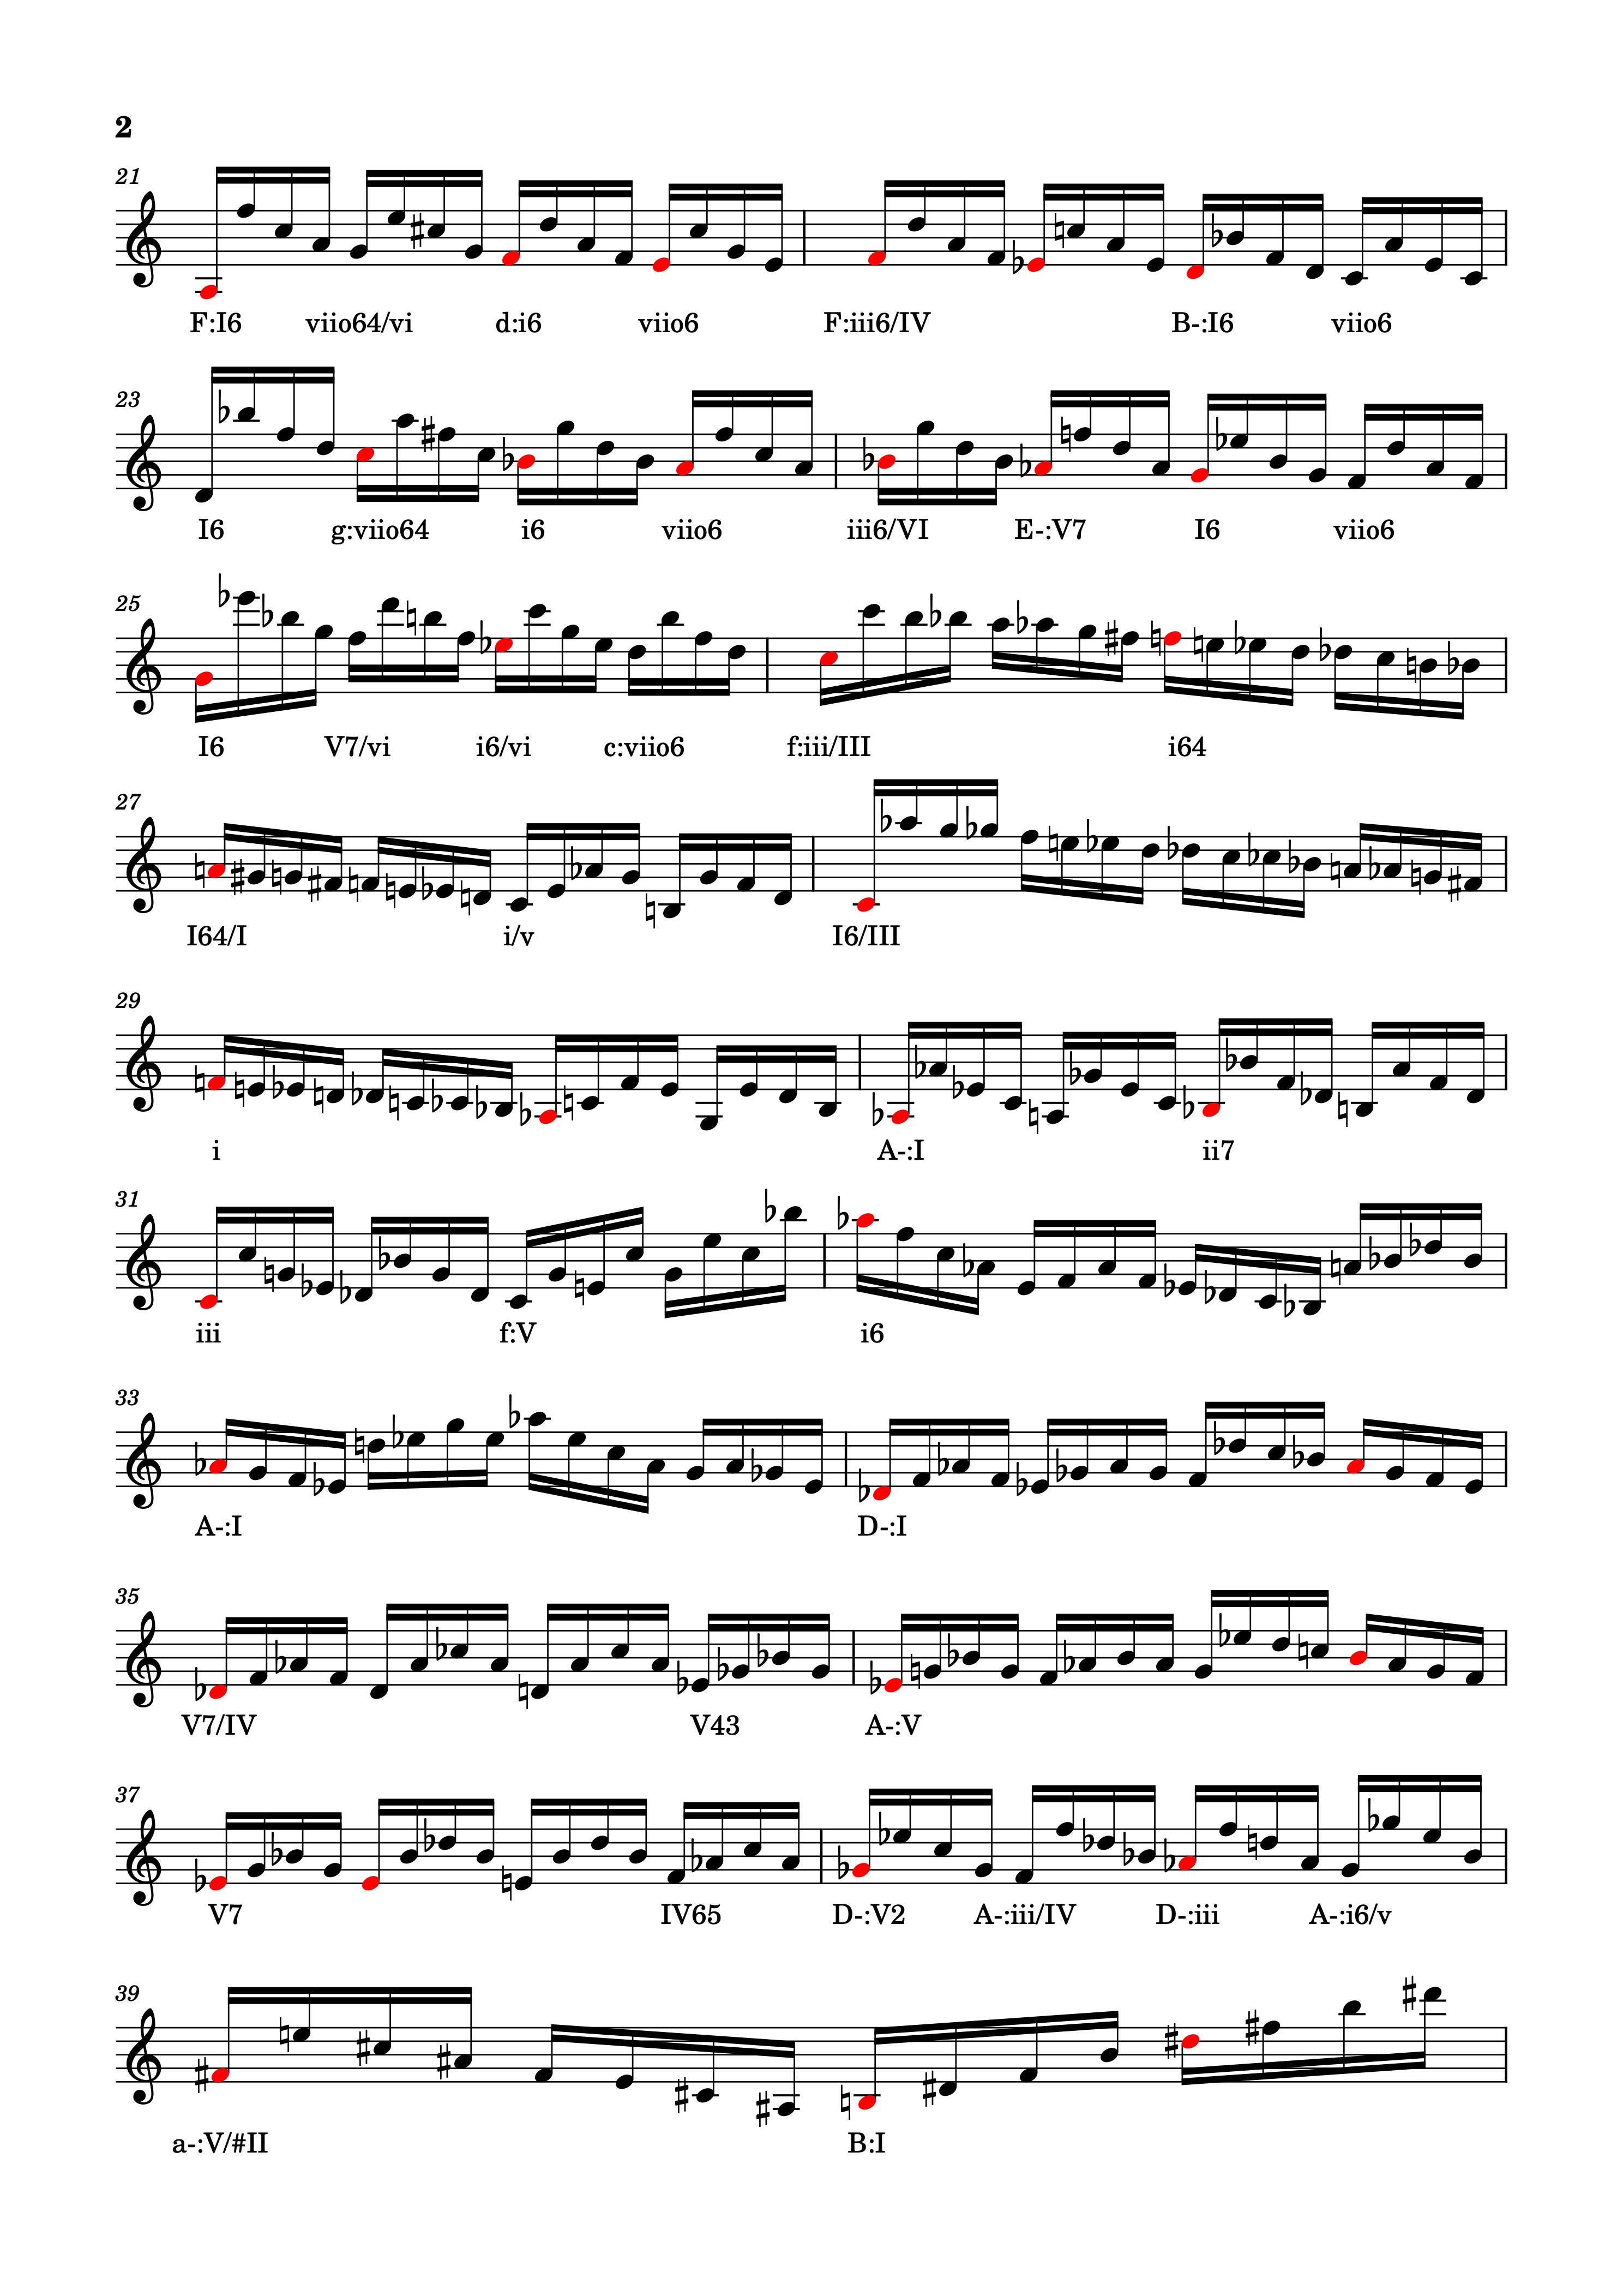 2
21
F:I6 viio64/vi d:i6 viio6 F:iii6/IV B-:I6 viio6
23
I6 g:viio64 i6 viio6 iii6/VI E-:V7 I6 viio6
25
I6 V7/vi i6/vi c:viio6 f:iii/III i64
27
I64/I i/v I6/III
29
i A-:I ii7
31
iii f:V i6
33
A-:I D-:I
35
V7/IV V43 A-:V
37
V7 IV65 D-:V2 A-:iii/IV D-:iii A-:i6/v
39
a-:V/#II B:I